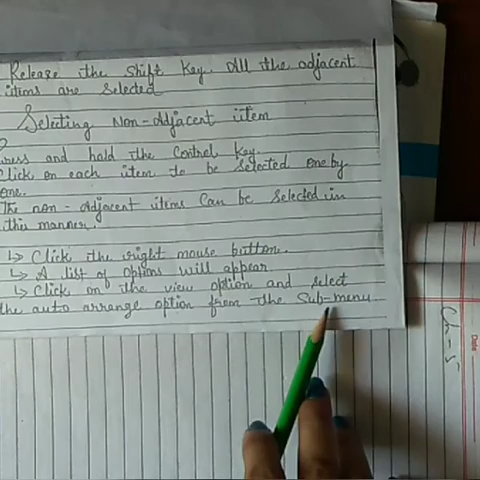 Release the shift key. All the adjacent
items are selected
Selecting Non-Adjacent item
and hold the Control key.
Click on each item to be selected one by
one.
The non-adjacent items can be selected in
this manner.
↳ Click the right mouse button.
↳ A list of options will appear
↳ Click on the view option and select
the auto arrange option from the Sub-menu
Date
Ch-5